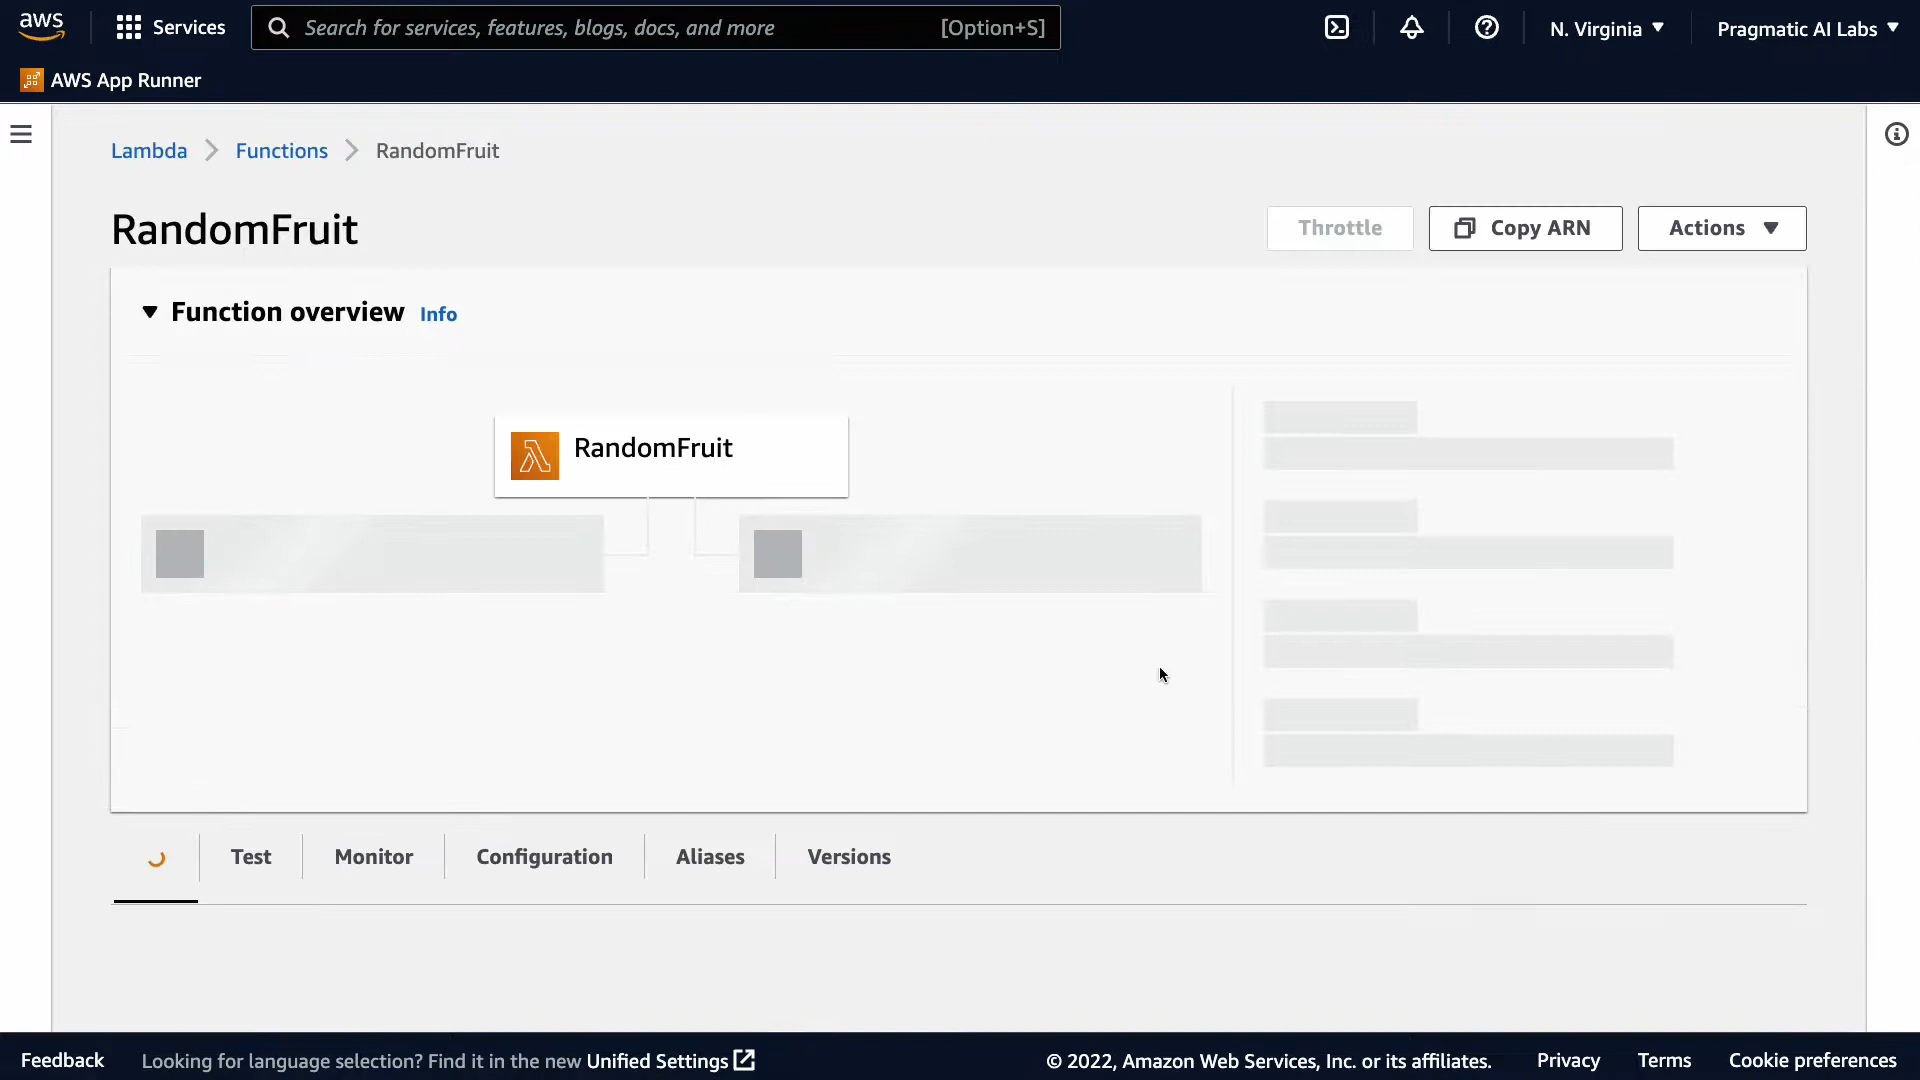 aws
Services
Search for services, features, blogs, docs, and more [Option+S]
N. Virginia
Pragmatic AI Labs
AWS App Runner
Lambda
Functions
RandomFruit
RandomFruit
Throttle
Copy ARN
Actions
Function overview Info
RandomFruit
Test
Monitor
Configuration
Aliases
Versions
Feedback
Looking for language selection? Find it in the new Unified Settings
© 2022, Amazon Web Services, Inc. or its affiliates.
Privacy
Terms
Cookie preferences